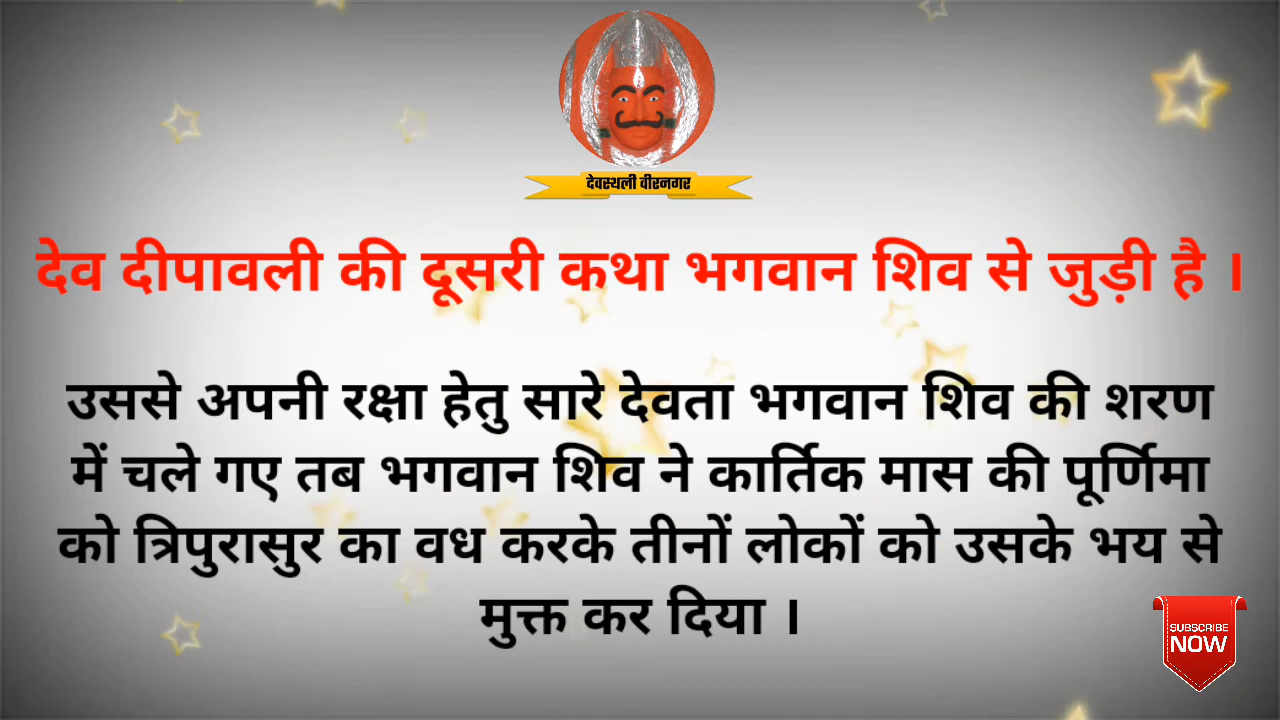 देवस्थली वीरनगर
देव दीपावली की दूसरी कथा भगवान शिव से जुड़ी है ।
उससे अपनी रक्षा हेतु सारे देवता भगवान शिव की शरण
में चले गए तब भगवान शिव ने कार्तिक मास की पूर्णिमा
को त्रिपुरासुर का वध करके तीनों लोकों को उसके भय से
मुक्त कर दिया ।
SUBSCRIBE
NOW